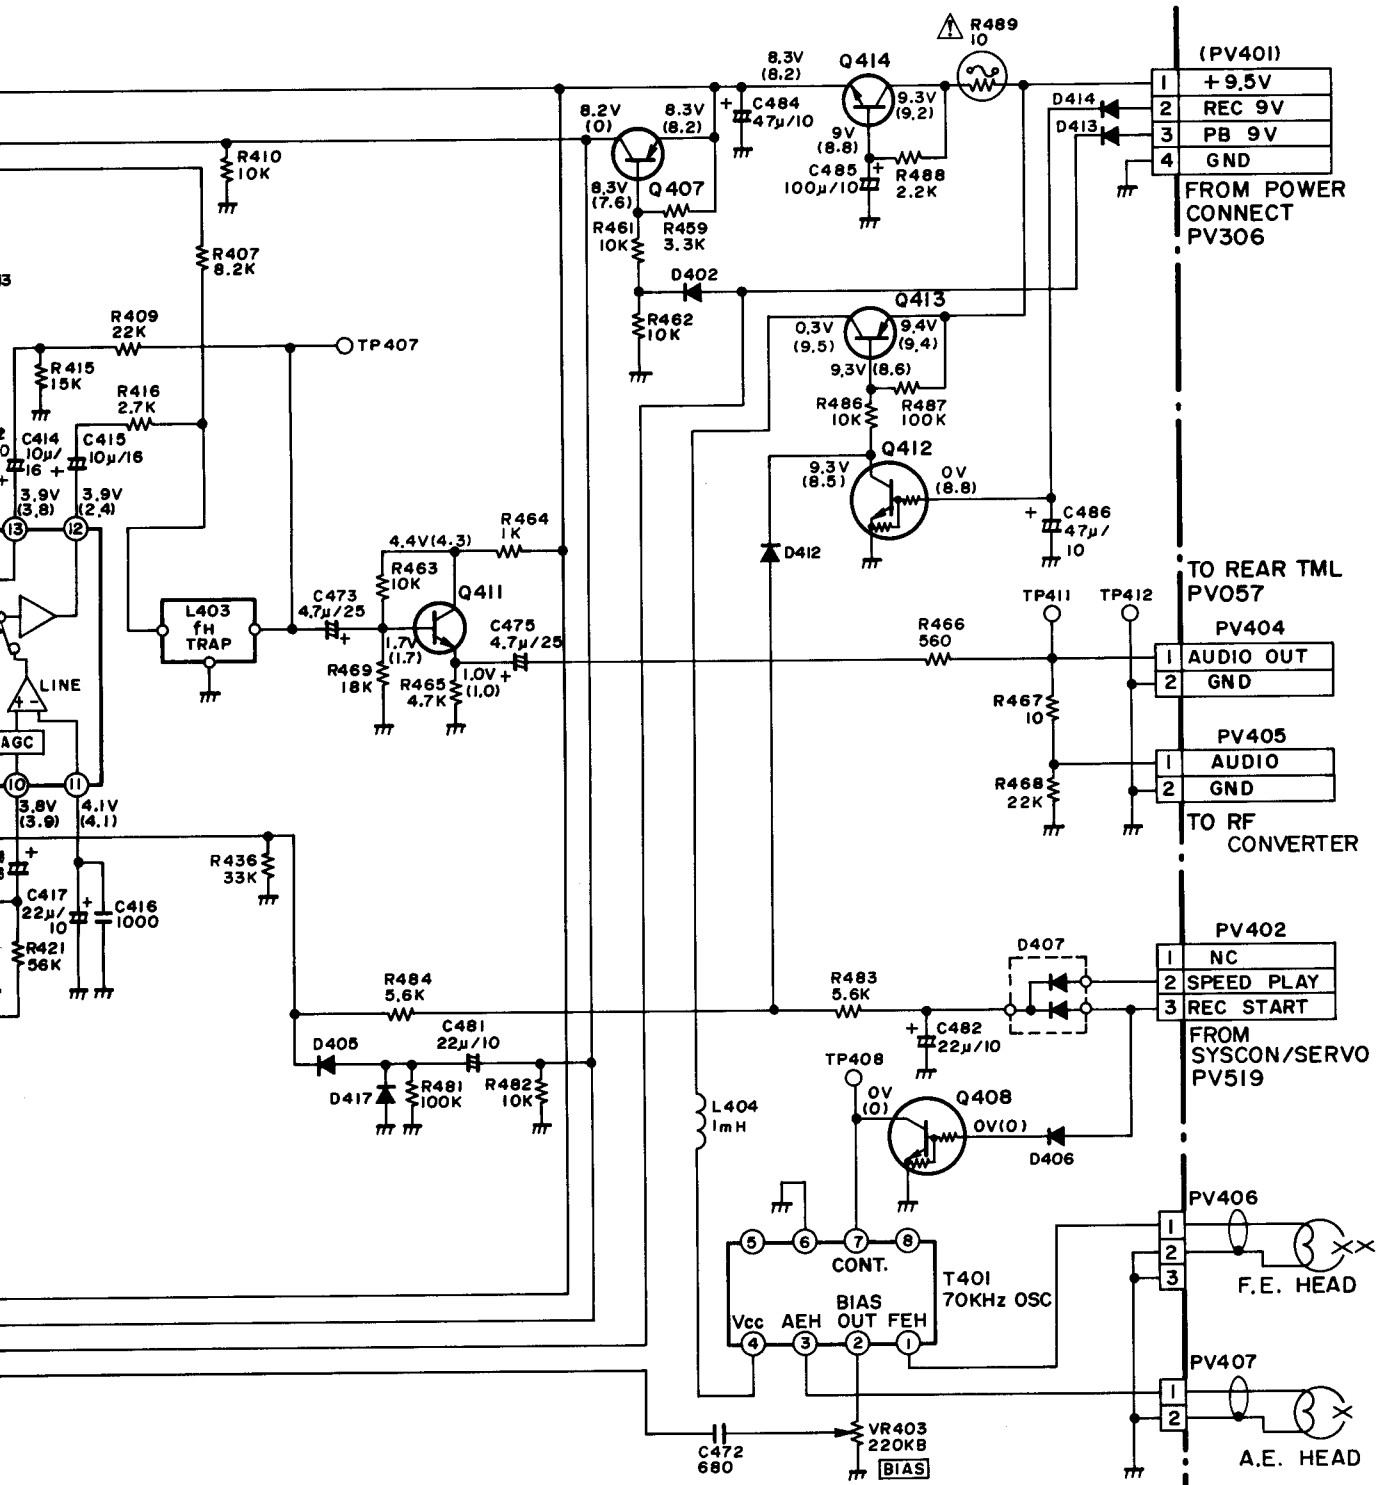 R489
10
(PV401)
1 +9.5V
2 REC 9V
3 PB 9V
4 GND
FROM POWER
CONNECT
PV306
D414
D413
8.3V
(8.2)
Q414
9.3V
(9.2)
9V
(8.8)
C484
47μ/10
+
C485
100μ/10
+
R488
2.2K
8.2V
(0)
8.3V
(8.2)
Q407
8.3V
(7.6)
R410
10K
R461
10K
R459
3.3K
D402
R462
10K
R407
8.2K
R409
22K
TP407
R415
15K
R416
2.7K
C414
10μ/
16
+
C415
10μ/16
3.9V
(3.8)
3.9V
(2.4)
13
12
Q413
0.3V
(9.5)
9.4V
(9.4)
9.3V (8.6)
R486
10K
R487
100K
Q412
9.3V
(8.5)
0V
(8.8)
C486
47μ/
10
+
D412
R464
1K
4.4V(4.3)
R463
10K
Q411
C473
4.7μ/25
+
1.7V
(1.7)
C475
4.7μ/25
+
1.0V
(1.0)
R469
18K
R465
4.7K
L403
fH
TRAP
LINE
+ -
AGC
10
11
3.8V
(3.9)
4.1V
(4.1)
R466
560
TP411
TP412
TO REAR TML
PV057
PV404
1 AUDIO OUT
2 GND
R467
10
R468
22K
PV405
1 AUDIO
2 GND
TO RF
CONVERTER
R436
33K
+
C417
22μ/
10
+
C416
1000
R421
56K
PV402
1 NC
2 SPEED PLAY
3 REC START
FROM
SYSCON/SERVO
PV519
D407
R484
5.6K
R483
5.6K
C482
22μ/10
+
D405
C481
22μ/10
D417
R481
100K
R482
10K
TP408
0V
(0)
Q408
0V(0)
D406
L404
1mH
5
6
7
8
CONT.
T401
70KHz OSC
BIAS
Vcc AEH OUT FEH
4
3
2
1
PV406
1
2
3
F.E. HEAD
PV407
1
2
A.E. HEAD
C472
680
VR403
220KB
BIAS